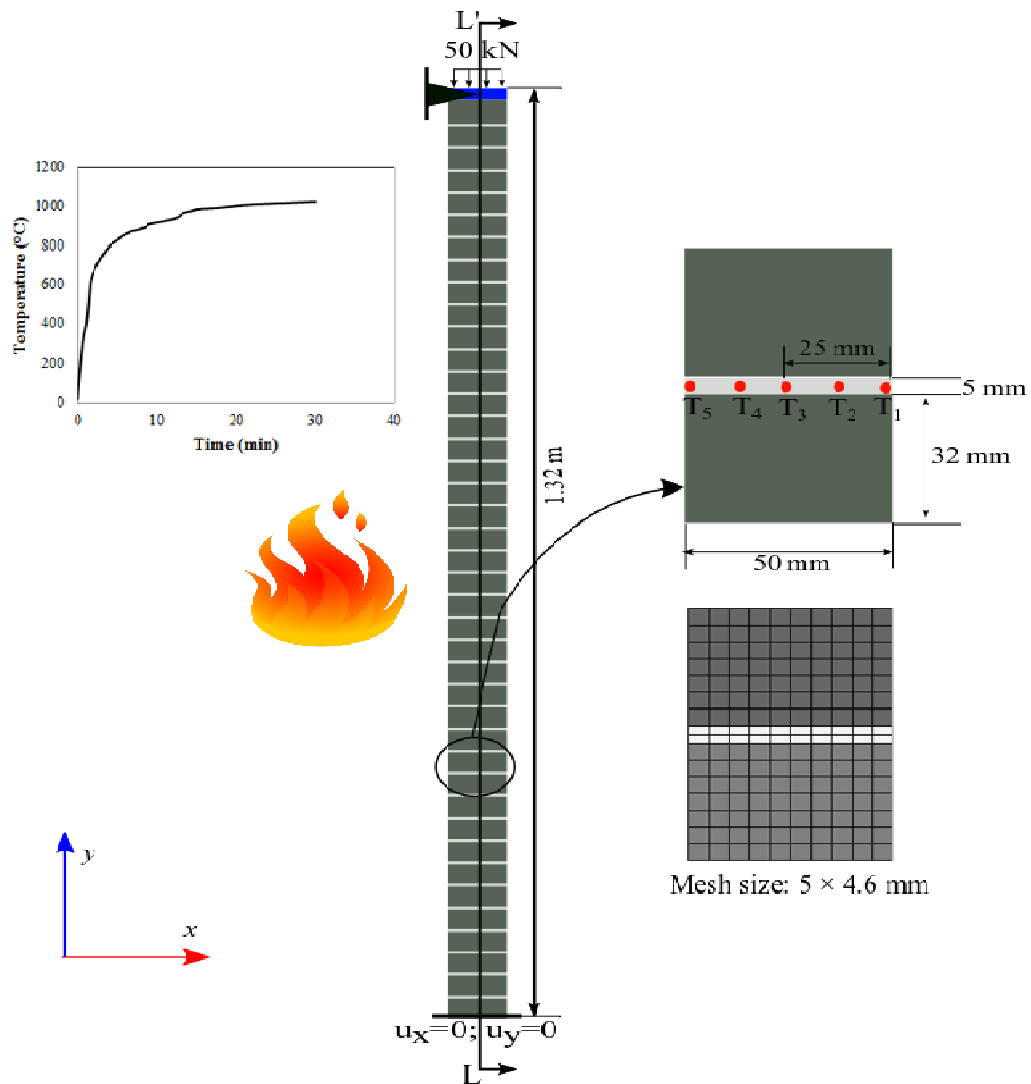 L'
50 kN
1200
1000
800
600
400
200
0
Temperature (°C)
0 10 20 30 40
Time (min)
1.32 m
25 mm
5 mm
T5 T4 T3 T2 T1
32 mm
50 mm
Mesh size: 5 × 4.6 mm
y
x
ux=0; uy=0
L